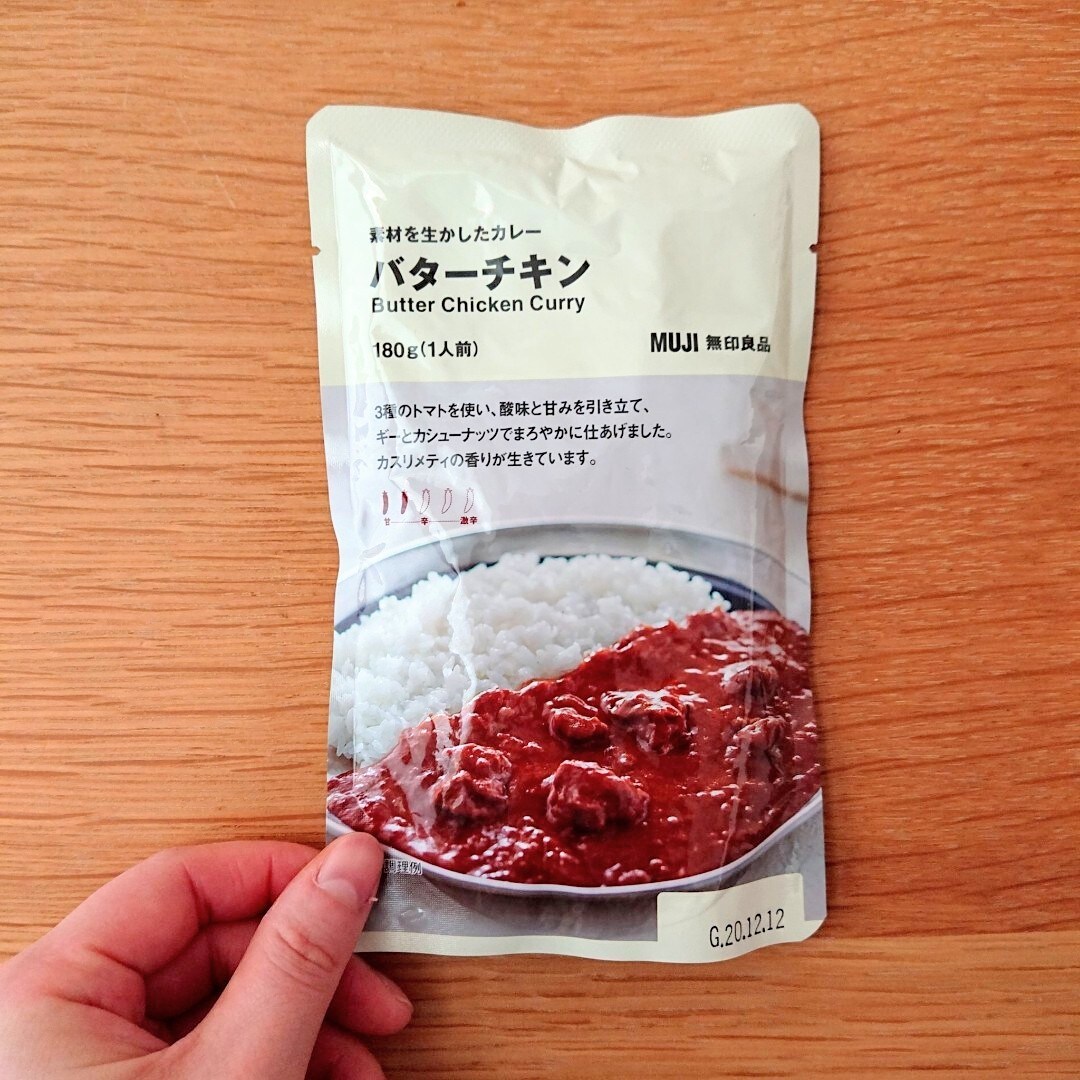 素材を生かしたカレー
バターチキン
Butter Chicken Curry
180g(1人前)
MUJI 無印良品
3種のトマトを使い、酸味と甘みを引き立て、
ギーとカシューナッツでまろやかに仕あげました。
カスリメティの香りが生きています。
甘 辛 激辛
調理例
G.20.12.12